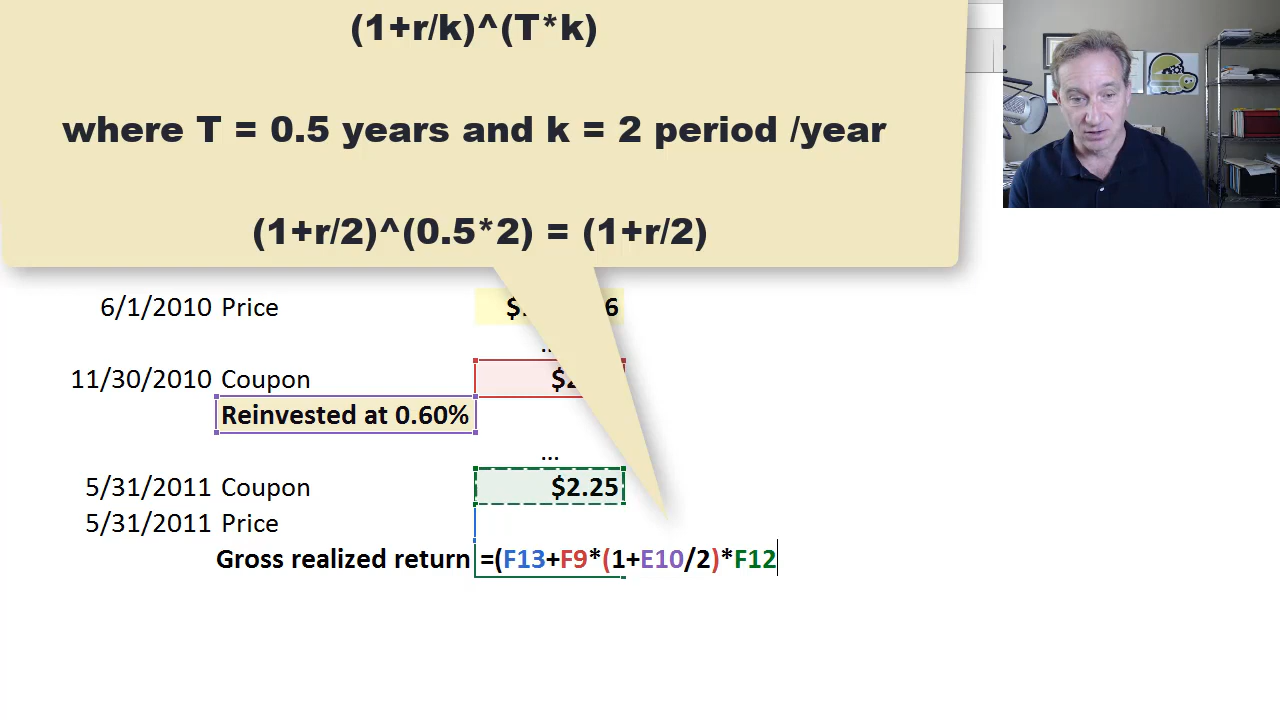 (1+r/k)^(T*k)
where T = 0.5 years and k = 2 period /year
(1+r/2)^(0.5*2) = (1+r/2)
6/1/2010 Price
11/30/2010 Coupon
Reinvested at 0.60%
...
5/31/2011 Coupon $2.25
5/31/2011 Price
Gross realized return =(F13+F9*(1+E10/2)*F12